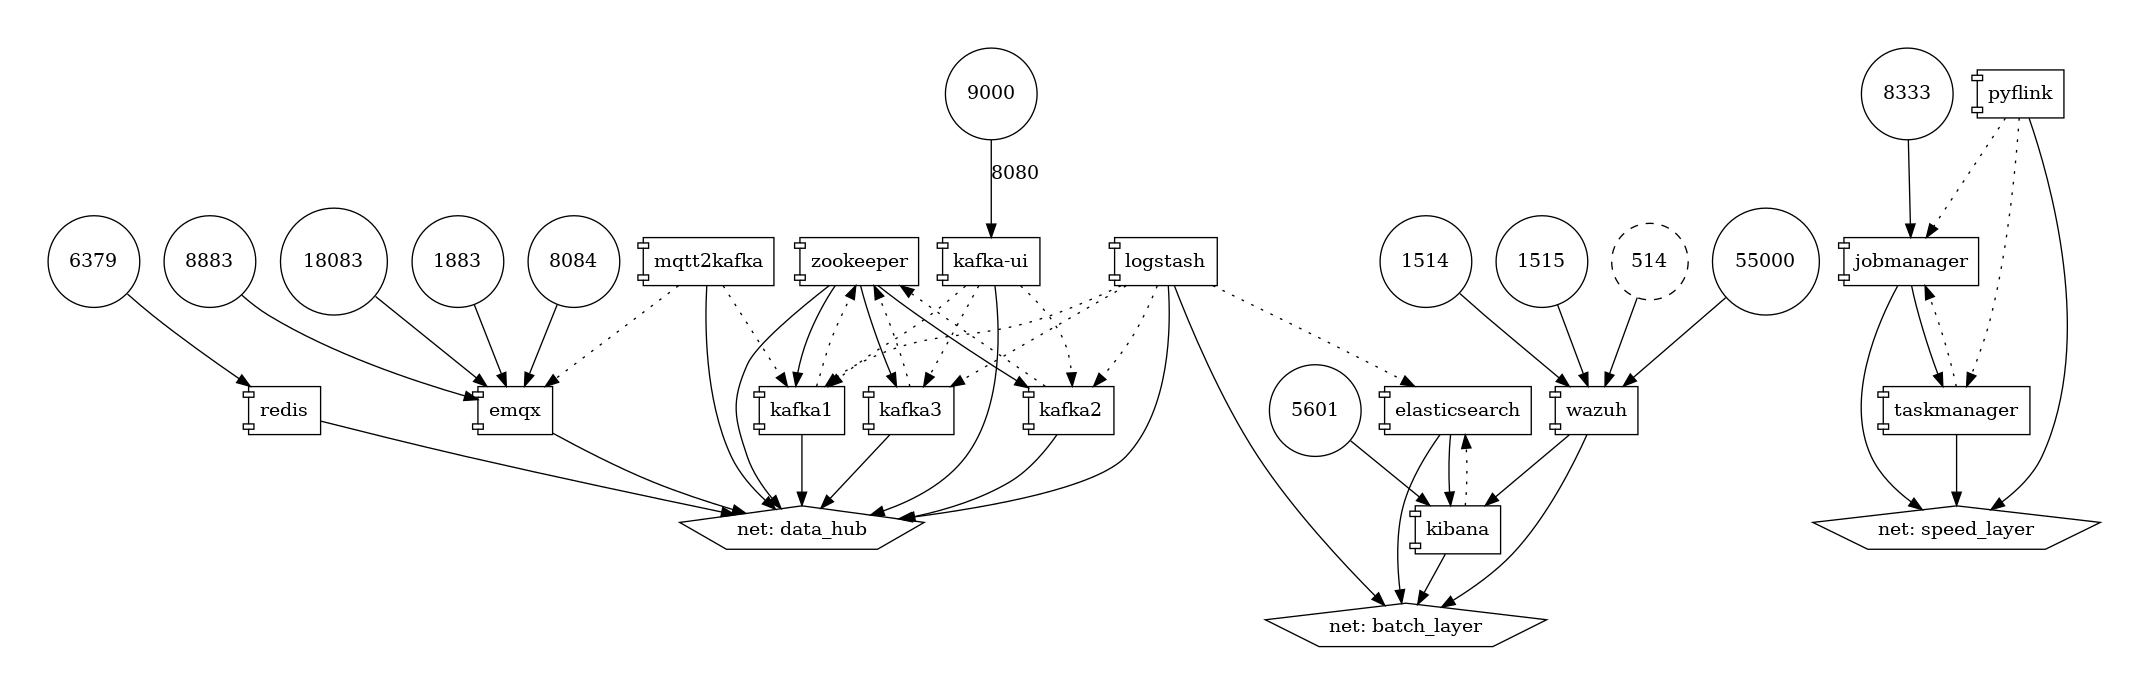 9000
8333
pyflink
8080
6379
8883
18083
1883
8084
mqtt2kafka
zookeeper
kafka-ui
logstash
1514
1515
514
55000
jobmanager
redis
emqx
kafka1
kafka3
kafka2
5601
elasticsearch
wazuh
taskmanager
net: data_hub
kibana
net: speed_layer
net: batch_layer